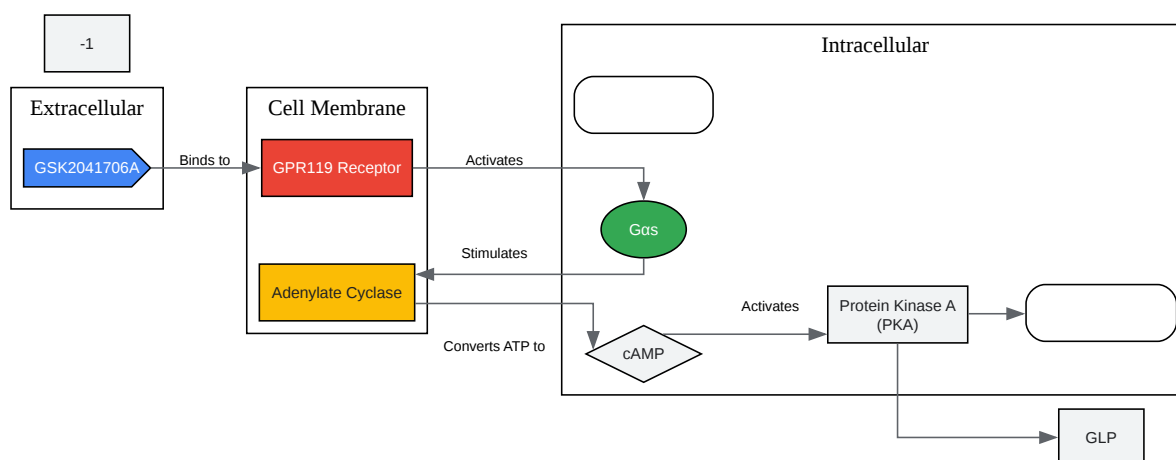 -1
Extracellular
GSK2041706A
Binds to
Cell Membrane
GPR119 Receptor
Adenylate Cyclase
Activates
Stimulates
Converts ATP to
Intracellular
Gαs
cAMP
Activates
Protein Kinase A
(PKA)
GLP